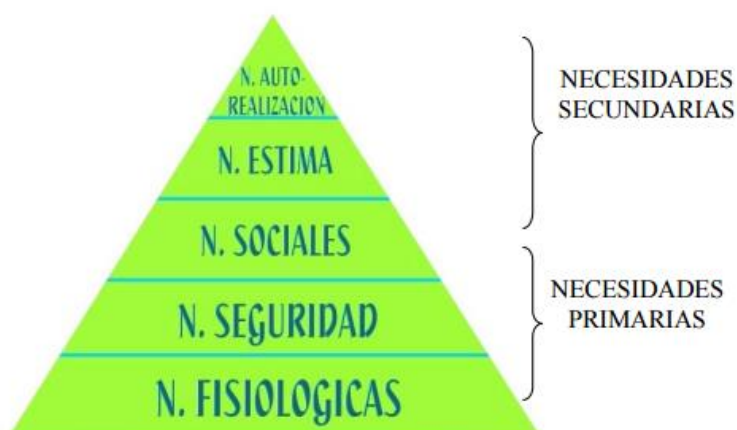 N. AUTO-
REALIZACION
N. ESTIMA
N. SOCIALES
N. SEGURIDAD
N. FISIOLOGICAS
NECESIDADES
SECUNDARIAS
NECESIDADES
PRIMARIAS